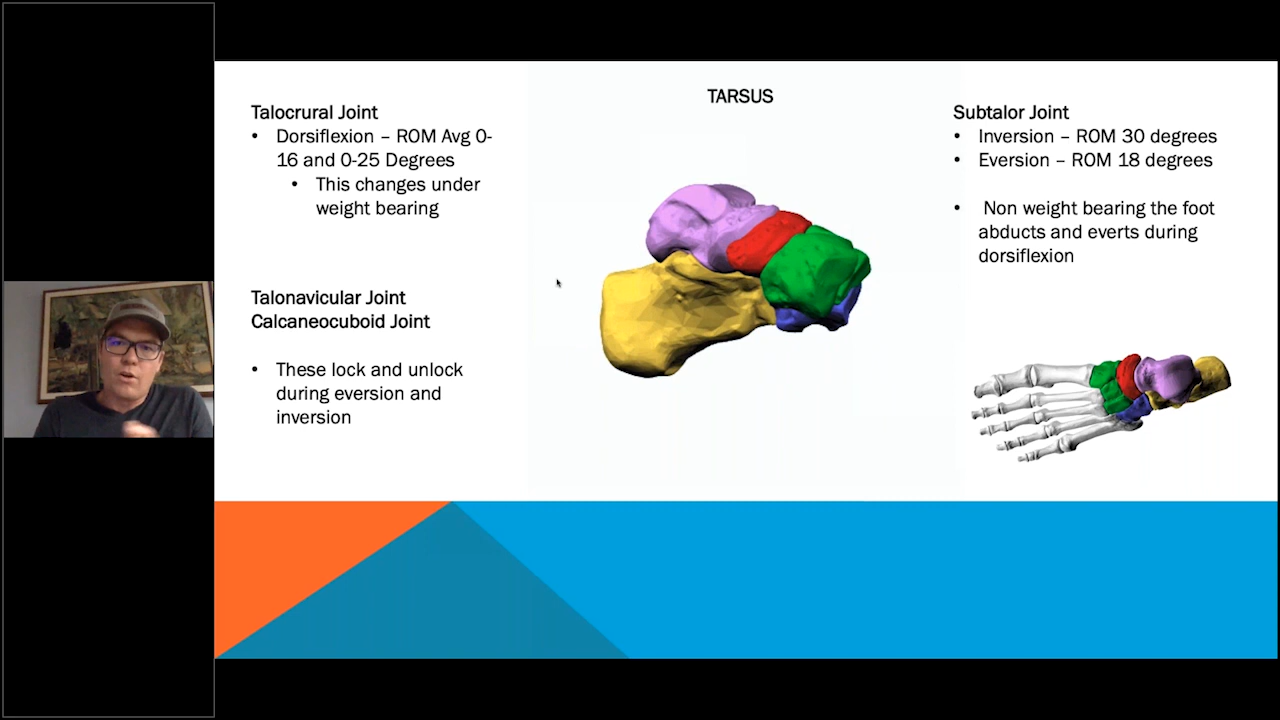 TARSUS
Talocrural Joint
• Dorsiflexion – ROM Avg 0-
16 and 0-25 Degrees
• This changes under
weight bearing
Talonavicular Joint
Calcaneocuboid Joint
• These lock and unlock
during eversion and
inversion
Subtalor Joint
• Inversion – ROM 30 degrees
• Eversion – ROM 18 degrees
• Non weight bearing the foot
abducts and everts during
dorsiflexion